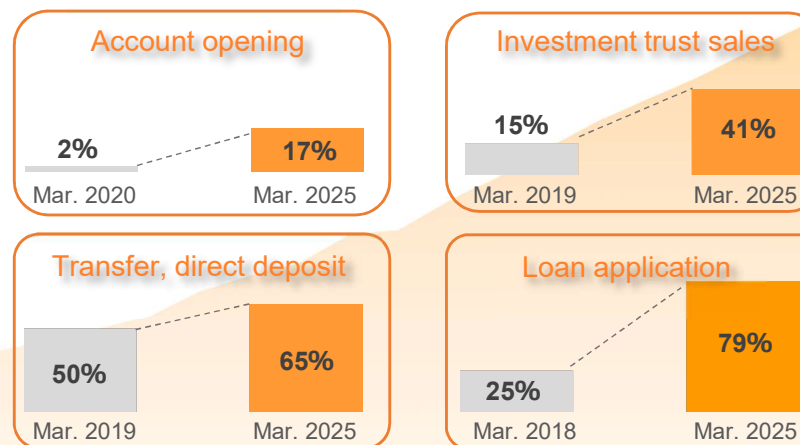 Account opening
2%
17%
Mar. 2020
Mar. 2025
Investment trust sales
15%
41%
Mar. 2019
Mar. 2025
Transfer, direct deposit
50%
65%
Mar. 2019
Mar. 2025
Loan application
25%
79%
Mar. 2018
Mar. 2025